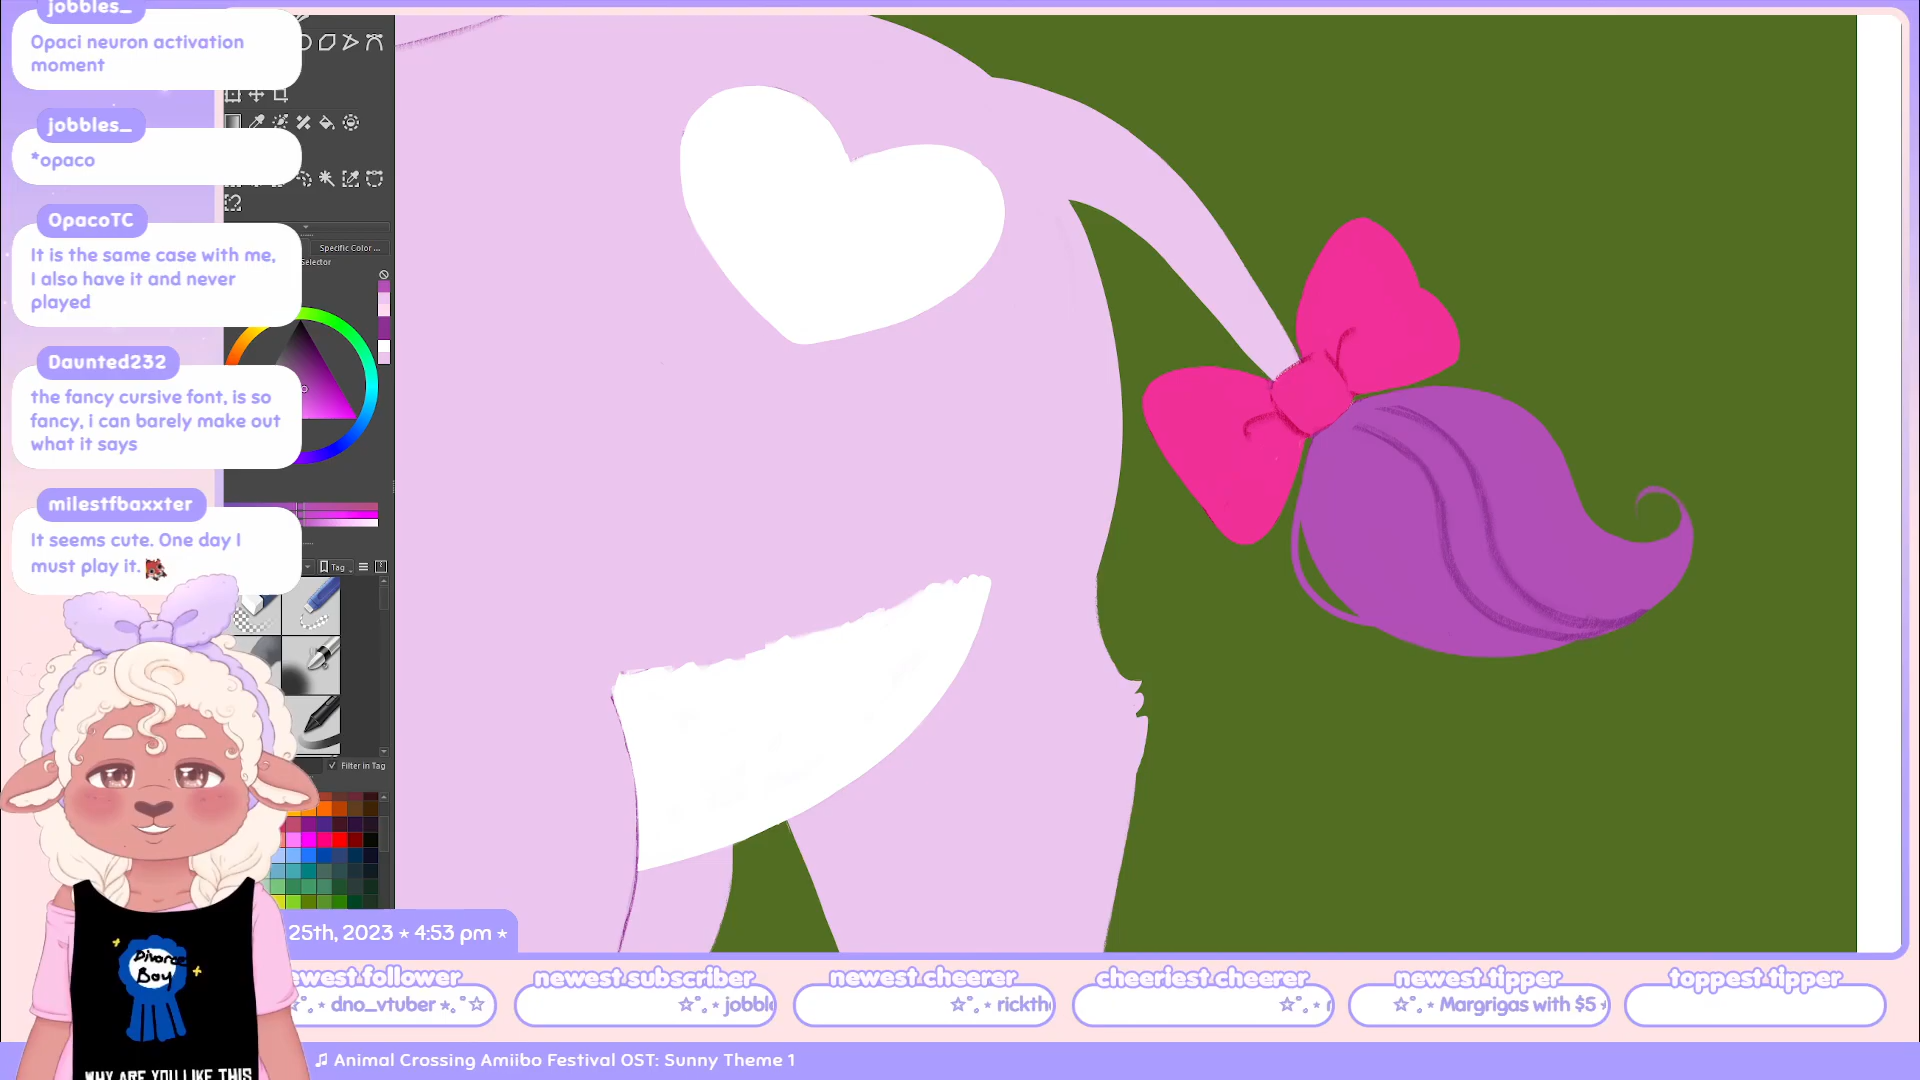 jobbles_
Opaci neuron activation
moment
jobbles_
*opaco
OpacoTC
It is the same case with me,
I also have it and never
played
Daunted232
the fancy cursive font, is so
fancy, i can barely make out
what it says
milestfbaxxter
It seems cute. One day I
must play it.
Specific Color ...
Selector
Tag
Filter in Tag
Divorce
Boy
WHY ARE YOU LIKE THIS
25th, 2023 ⋆ 4:53 pm ⋆
ewest follower
newest subscriber
newest cheerer
cheeriest cheerer
newest tipper
toppest tipper
☆˚｡⋆ dno_vtuber ⋆｡˚☆
☆˚｡⋆ jobbl
☆˚｡⋆ rickth
☆˚｡⋆ r
☆˚｡⋆ Margrigas with $5 ⋆
♫ Animal Crossing Amiibo Festival OST: Sunny Theme 1